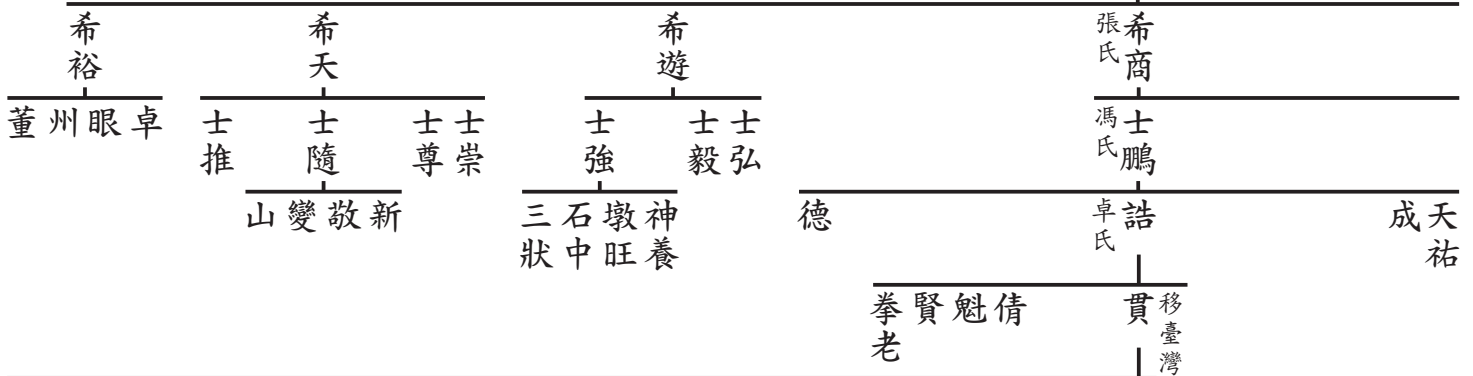 希商
張氏
希遊
希天
希裕
士鵬
馮氏
士弘
士毅
士強
士崇
士尊
士隨
士推
卓
眼
州
董
天祐
成
誥
卓氏
德
神養
墩旺
石中
三狀
新
敬
變
山
移臺灣
貫
倩
魁
賢
拳老